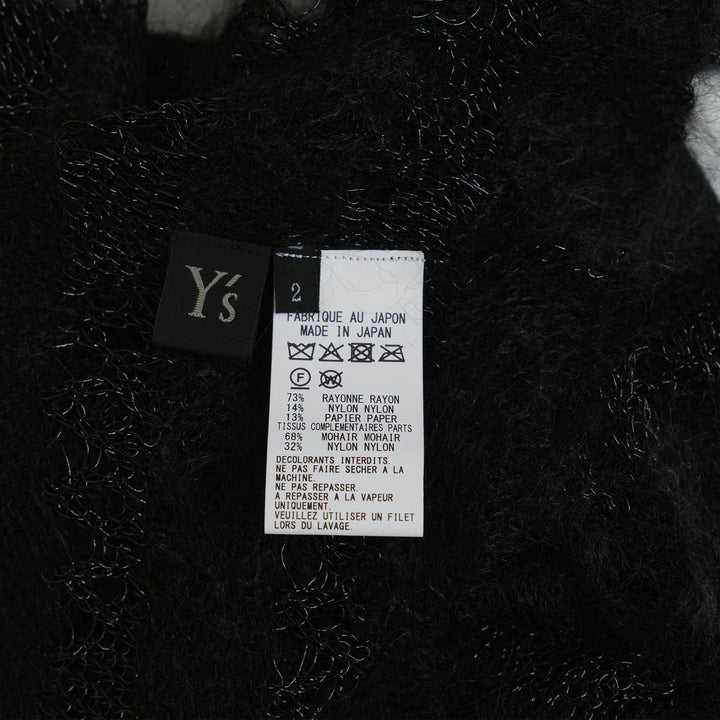 Y's
2
FABRIQUE AU JAPON
MADE IN JAPAN
F
W
73% RAYONNE RAYON
14% NYLON NYLON
13% PAPIER PAPER
TISSUS COMPLEMENTAIRES PARTS
68% MOHAIR MOHAIR
32% NYLON NYLON
DECOLORANTS INTERDITS.
NE PAS FAIRE SECHER A LA
MACHINE.
NE PAS REPASSER.
A REPASSER A LA VAPEUR
UNIQUEMENT.
VEUILLEZ UTILISER UN FILET
LORS DU LAVAGE.